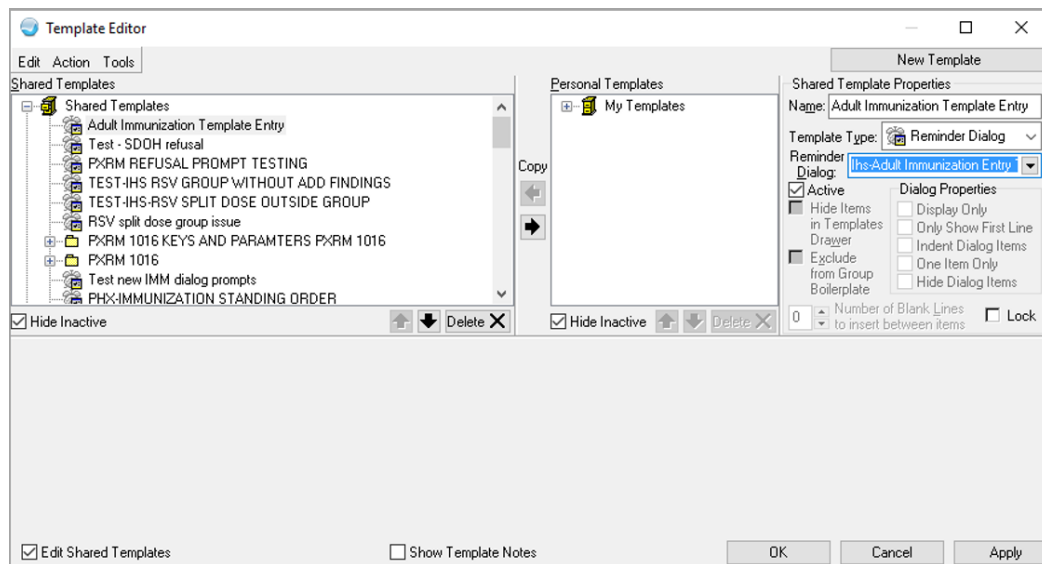 Template Editor
Edit Action Tools
New Template
Shared Templates
Shared Templates
Adult Immunization Template Entry
Test - SDOH refusal
PXRM REFUSAL PROMPT TESTING
TEST-IHS RSV GROUP WITHOUT ADD FINDINGS
TEST-IHS-RSV SPLIT DOSE OUTSIDE GROUP
RSV split dose group issue
PXRM 1016 KEYS AND PARAMTERS PXRM 1016
PXRM 1016
Test new IMM dialog prompts
PHX-IMMUNIZATION STANDING ORDER
Hide Inactive
Delete
Copy
Personal Templates
My Templates
Hide Inactive
Delete
Shared Template Properties
Name: Adult Immunization Template Entry
Template Type: Reminder Dialog
Reminder
Dialog: Ihs-Adult Immunization Entry
Active
Hide Items
in Templates
Drawer
Exclude
from Group
Boilerplate
Dialog Properties
Display Only
Only Show First Line
Indent Dialog Items
One Item Only
Hide Dialog Items
0 Number of Blank Lines
to insert between items
Lock
Edit Shared Templates
Show Template Notes
OK
Cancel
Apply